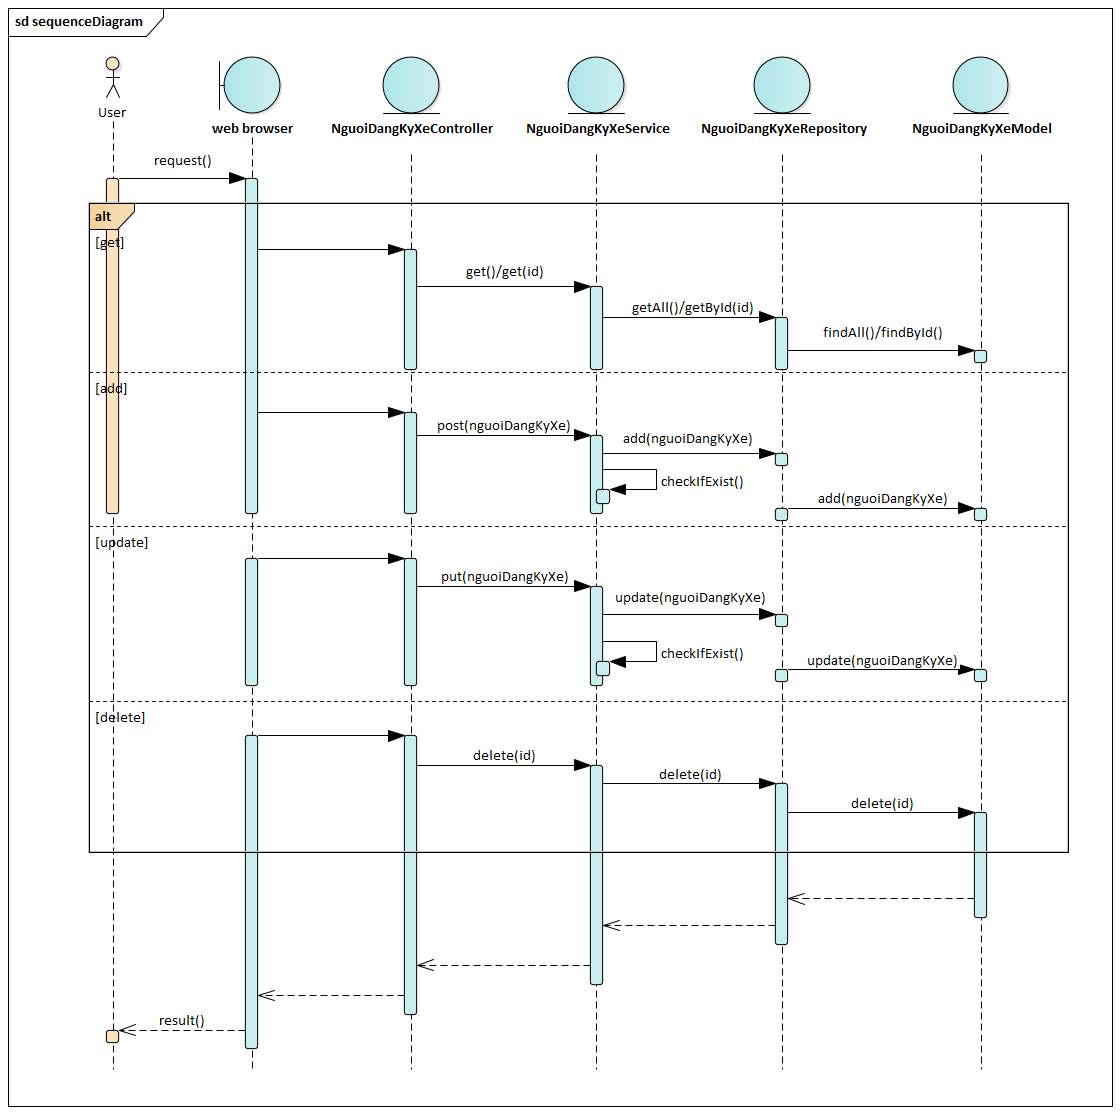 sd sequenceDiagram
User
web browser
NguoiDangKyXeController
NguoiDangKyXeService
NguoiDangKyXeRepository
NguoiDangKyXeModel
request()
alt
[get]
get()/get(id)
getAll()/getById(id)
findAll()/findById()
[add]
post(nguoiDangKyXe)
add(nguoiDangKyXe)
checkIfExist()
add(nguoiDangKyXe)
[update]
put(nguoiDangKyXe)
update(nguoiDangKyXe)
checkIfExist()
update(nguoiDangKyXe)
[delete]
delete(id)
delete(id)
delete(id)
result()